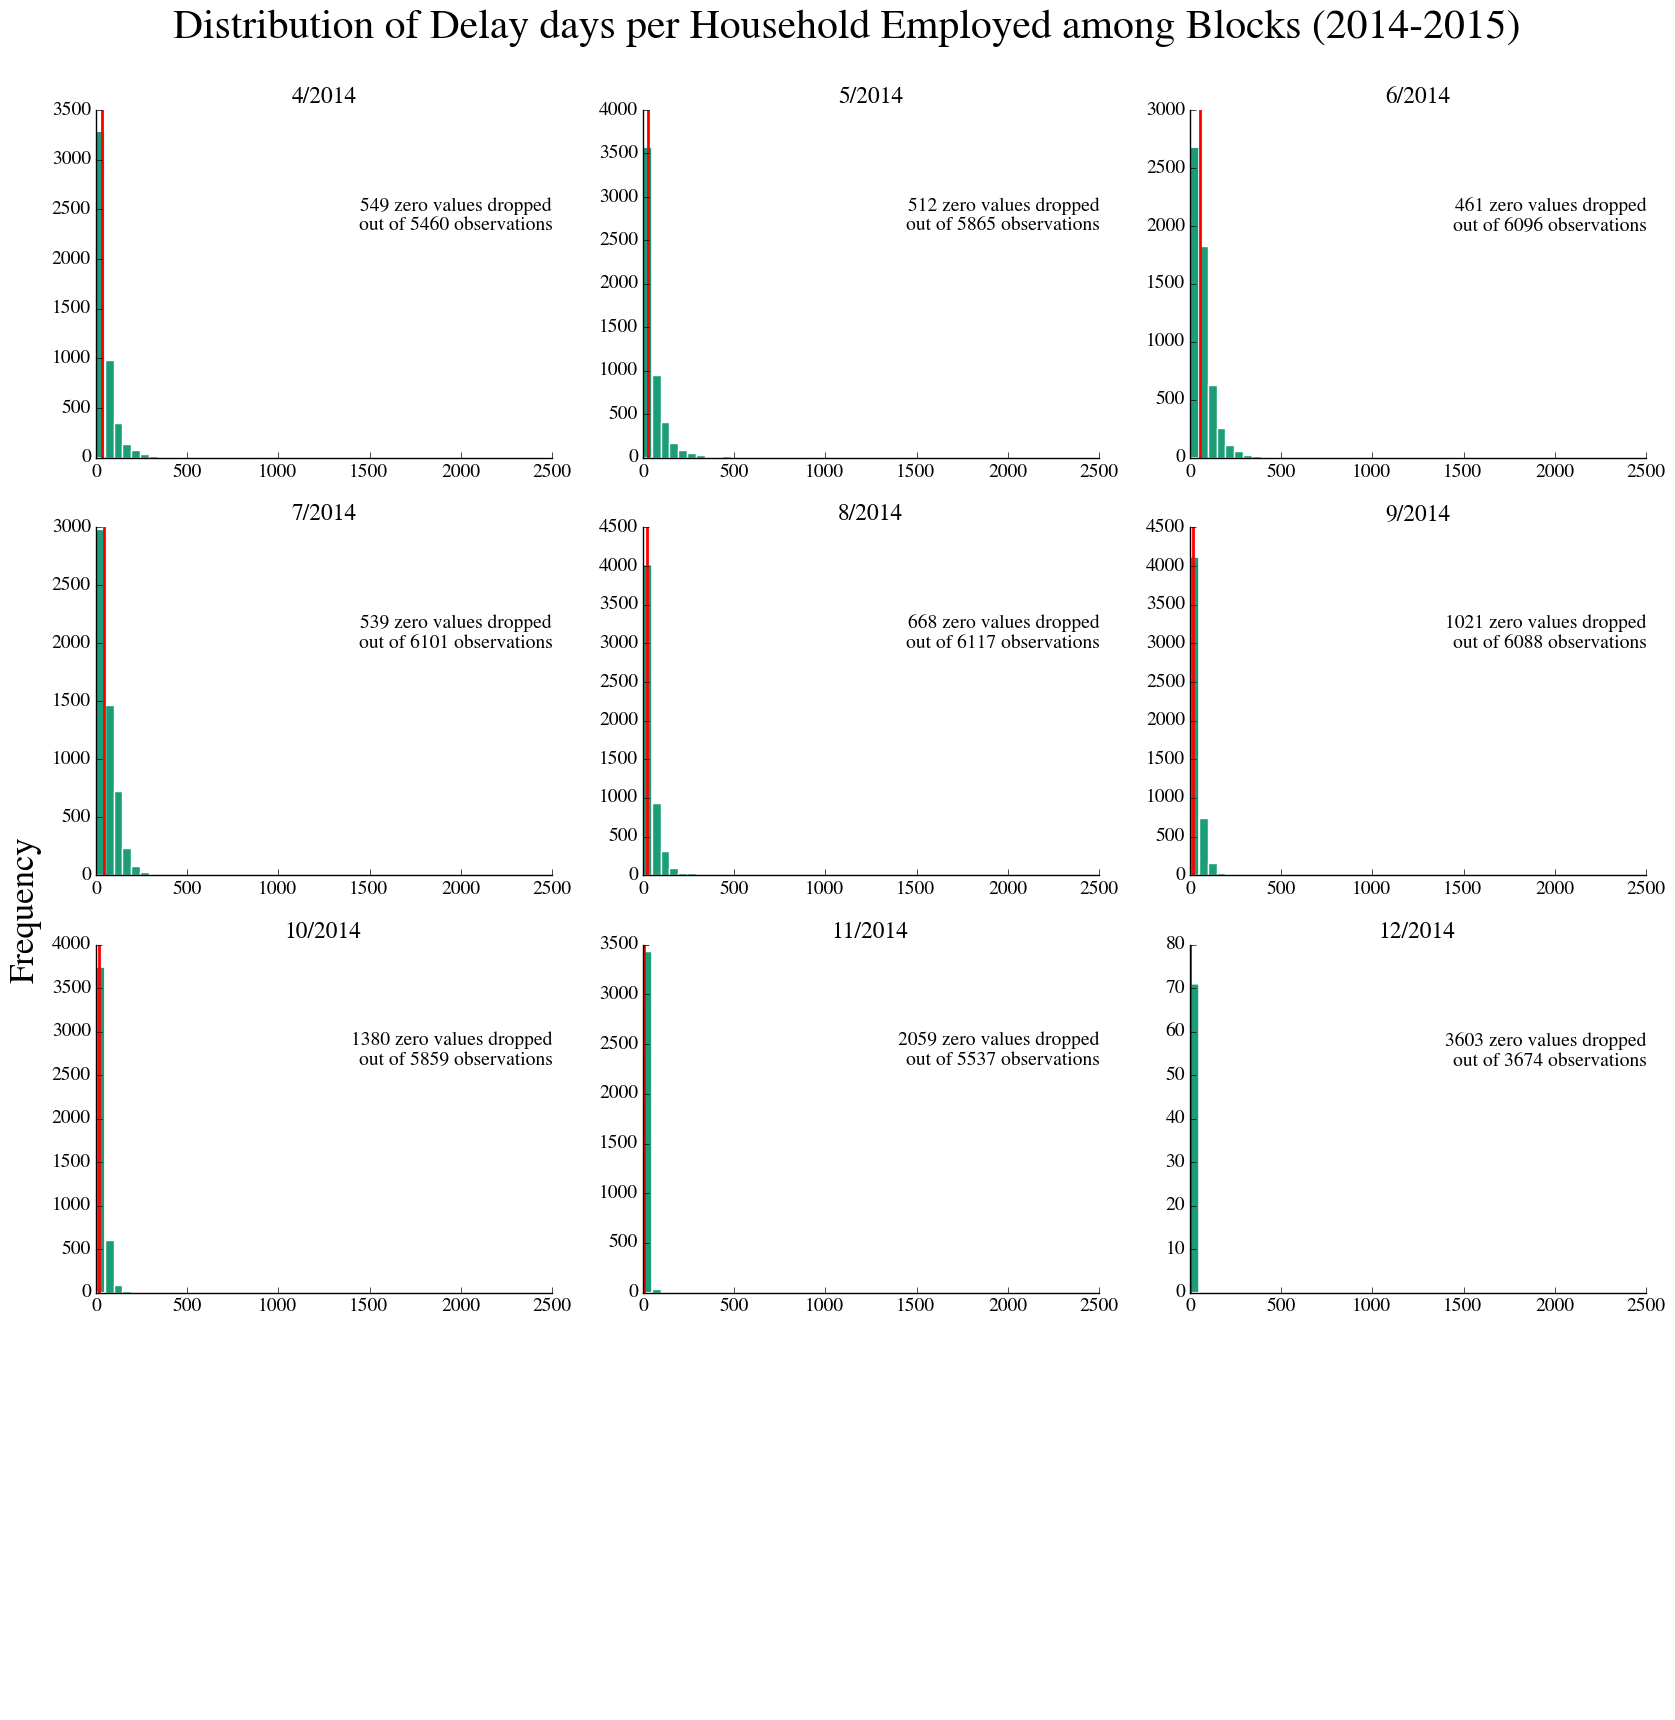 Distribution of Delay days per Household Employed among Blocks (2014-2015)
4/2014
3500
3000
2500
2000
1500
1000
500
0
0 500 1000 1500 2000 2500
549 zero values dropped
out of 5460 observations
5/2014
4000
3500
3000
2500
2000
1500
1000
500
0
0 500 1000 1500 2000 2500
512 zero values dropped
out of 5865 observations
6/2014
3000
2500
2000
1500
1000
500
0
0 500 1000 1500 2000 2500
461 zero values dropped
out of 6096 observations
7/2014
3000
2500
2000
1500
1000
500
0
0 500 1000 1500 2000 2500
539 zero values dropped
out of 6101 observations
8/2014
4500
4000
3500
3000
2500
2000
1500
1000
500
0
0 500 1000 1500 2000 2500
668 zero values dropped
out of 6117 observations
9/2014
4500
4000
3500
3000
2500
2000
1500
1000
500
0
0 500 1000 1500 2000 2500
1021 zero values dropped
out of 6088 observations
Frequency
10/2014
4000
3500
3000
2500
2000
1500
1000
500
0
0 500 1000 1500 2000 2500
1380 zero values dropped
out of 5859 observations
11/2014
3500
3000
2500
2000
1500
1000
500
0
0 500 1000 1500 2000 2500
2059 zero values dropped
out of 5537 observations
12/2014
80
70
60
50
40
30
20
10
0
0 500 1000 1500 2000 2500
3603 zero values dropped
out of 3674 observations